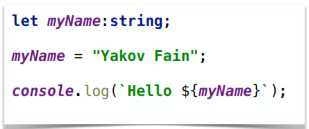 let myName:string;
myName = "Yakov Fain";
console.log(`Hello ${myName}`);